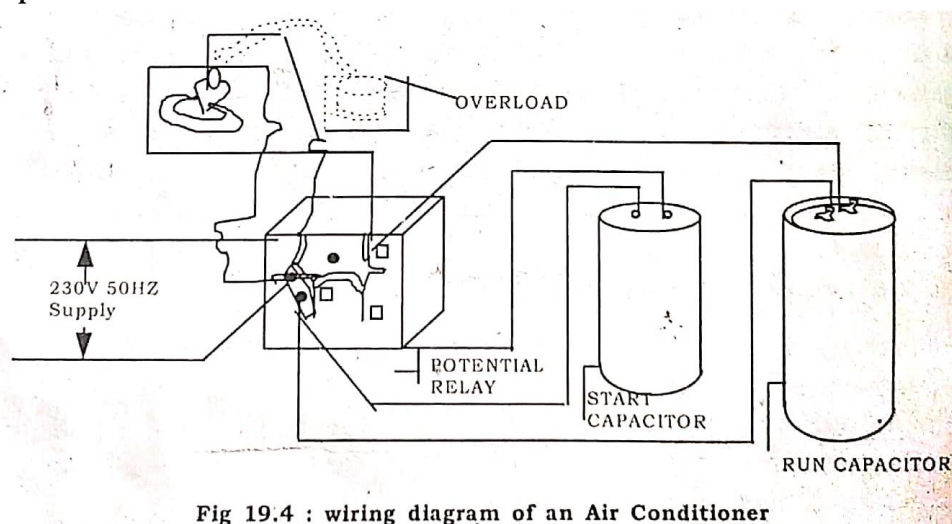 OVERLOAD
230V 50HZ
Supply
POTENTIAL
RELAY
START
CAPACITOR
RUN CAPACITOR
Fig 19.4 : wiring diagram of an Air Conditioner